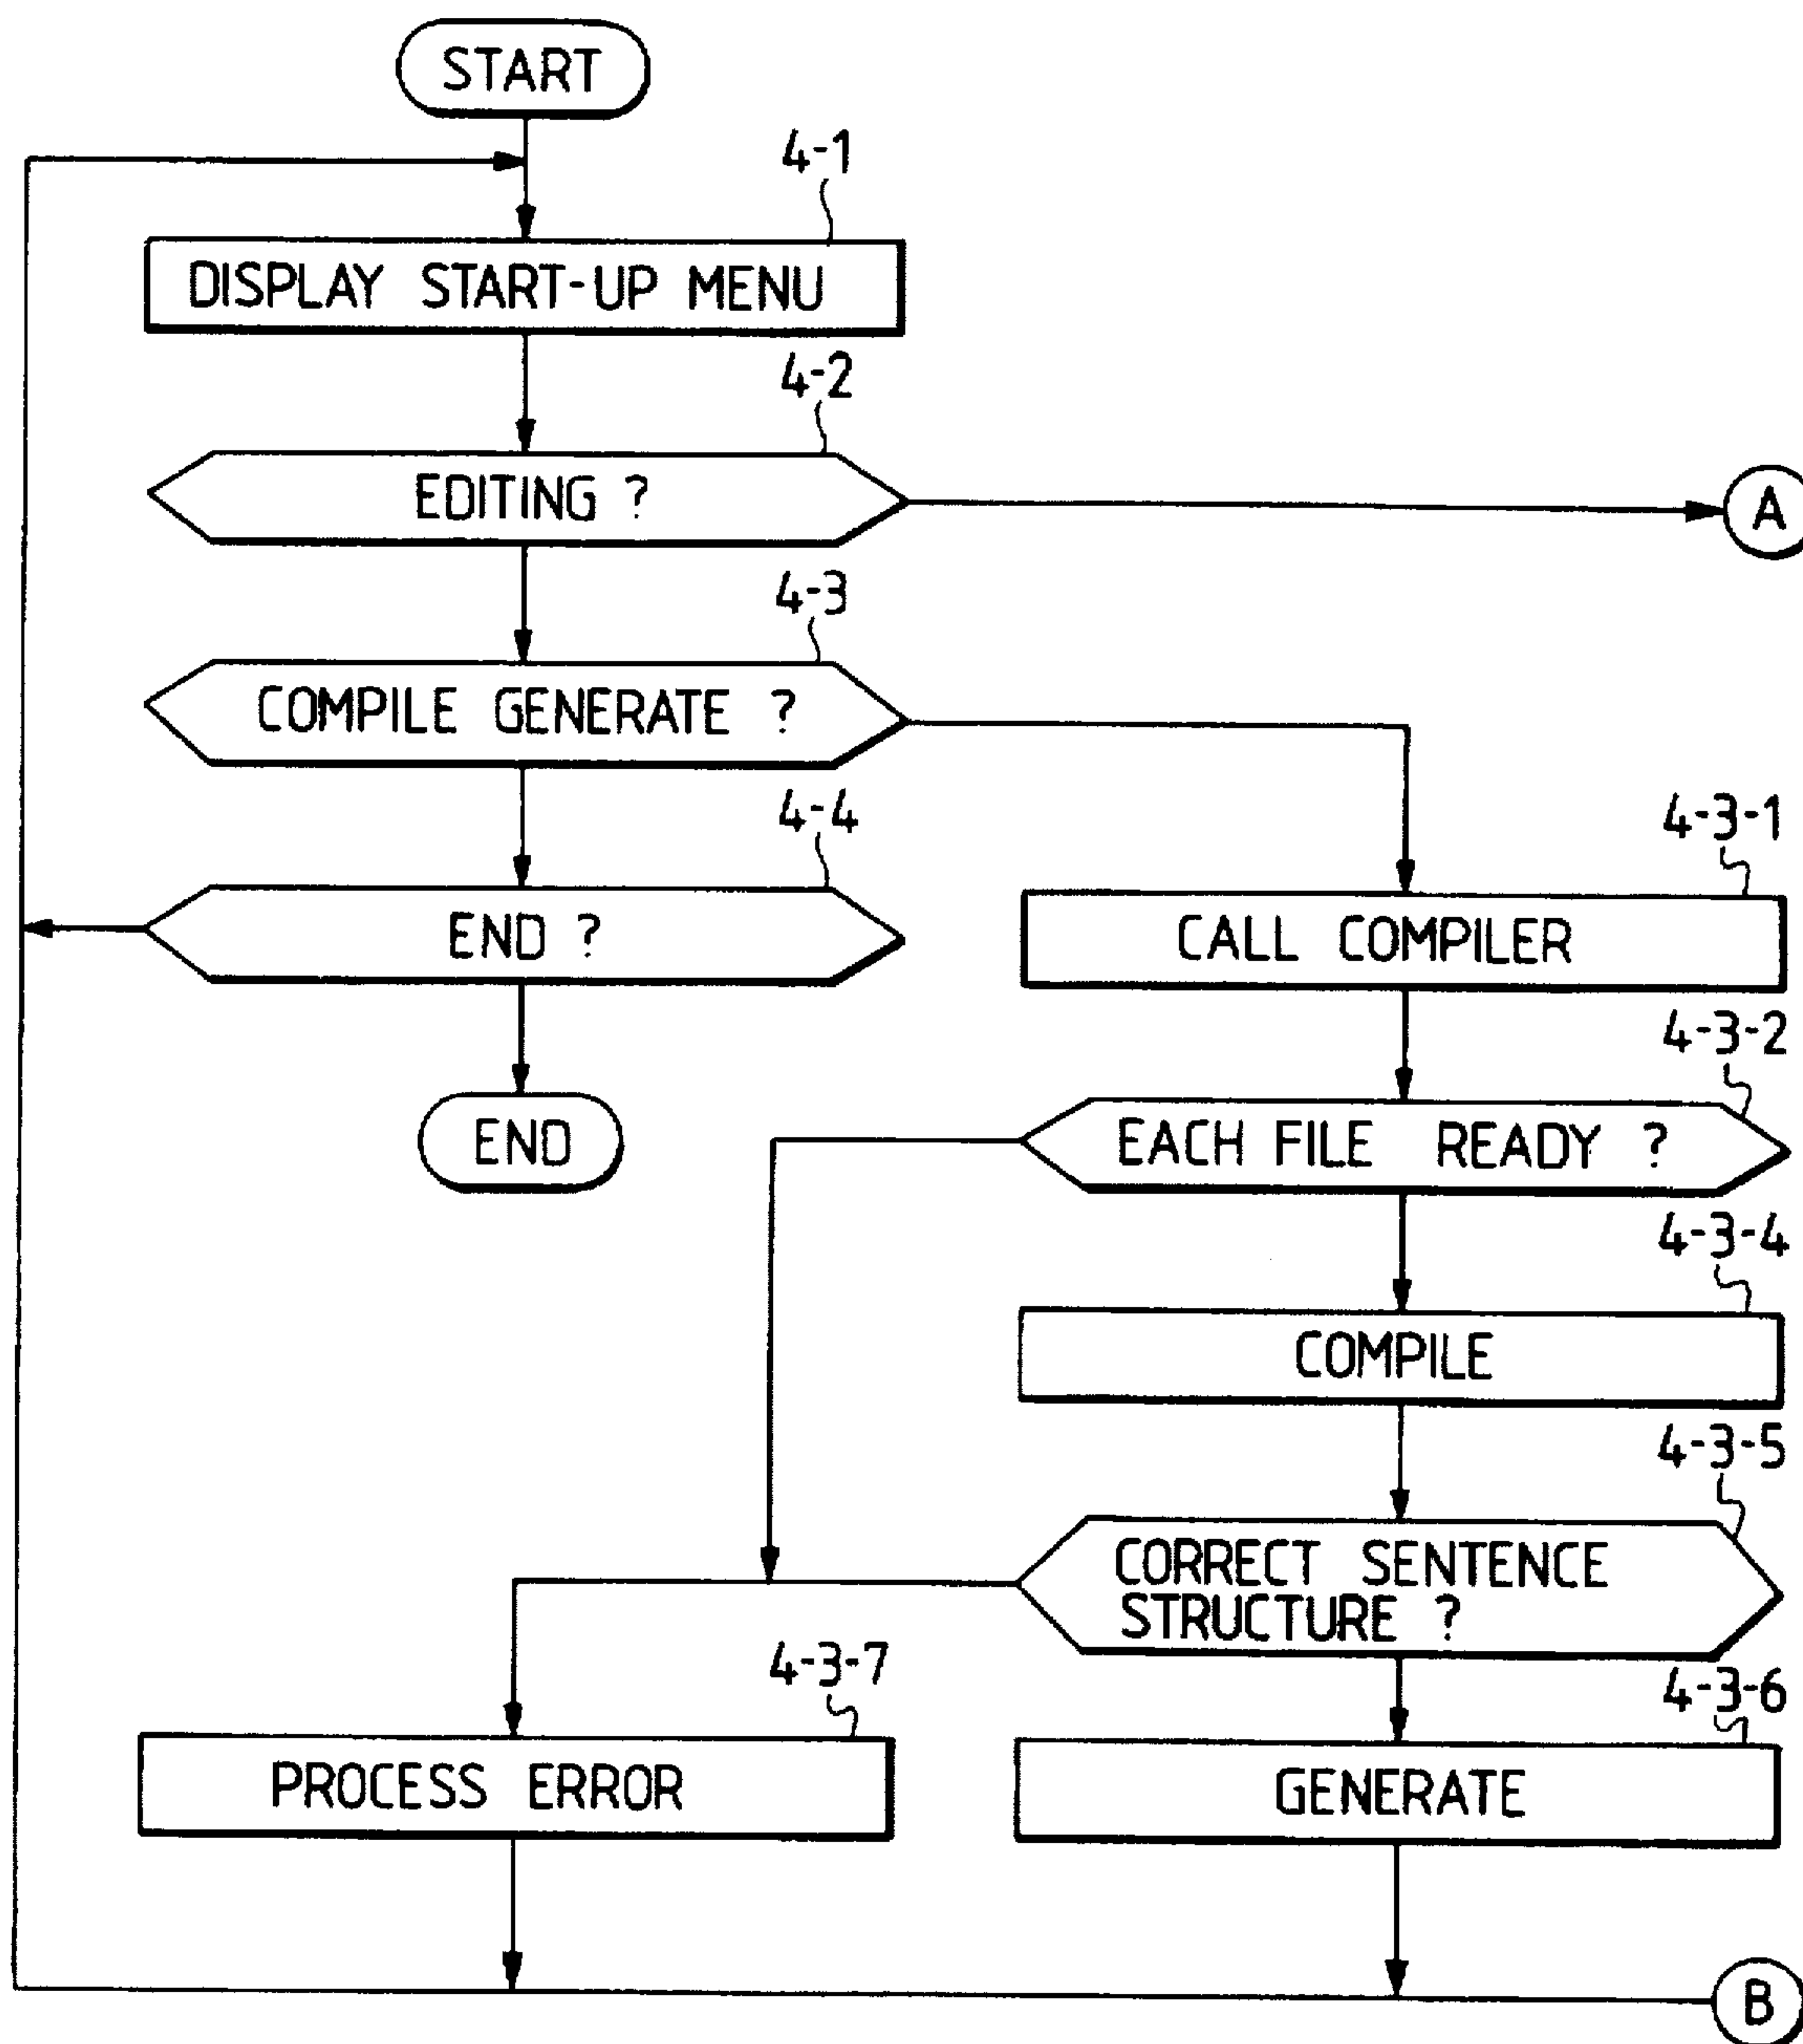 START
4-1
DISPLAY START-UP MENU
4-2
EDITING ?
A
4-3
COMPILE GENERATE ?
4-4
END ?
END
4-3-1
CALL COMPILER
4-3-2
EACH FILE READY ?
4-3-4
COMPILE
4-3-5
CORRECT SENTENCE
STRUCTURE ?
4-3-7
PROCESS ERROR
4-3-6
GENERATE
B